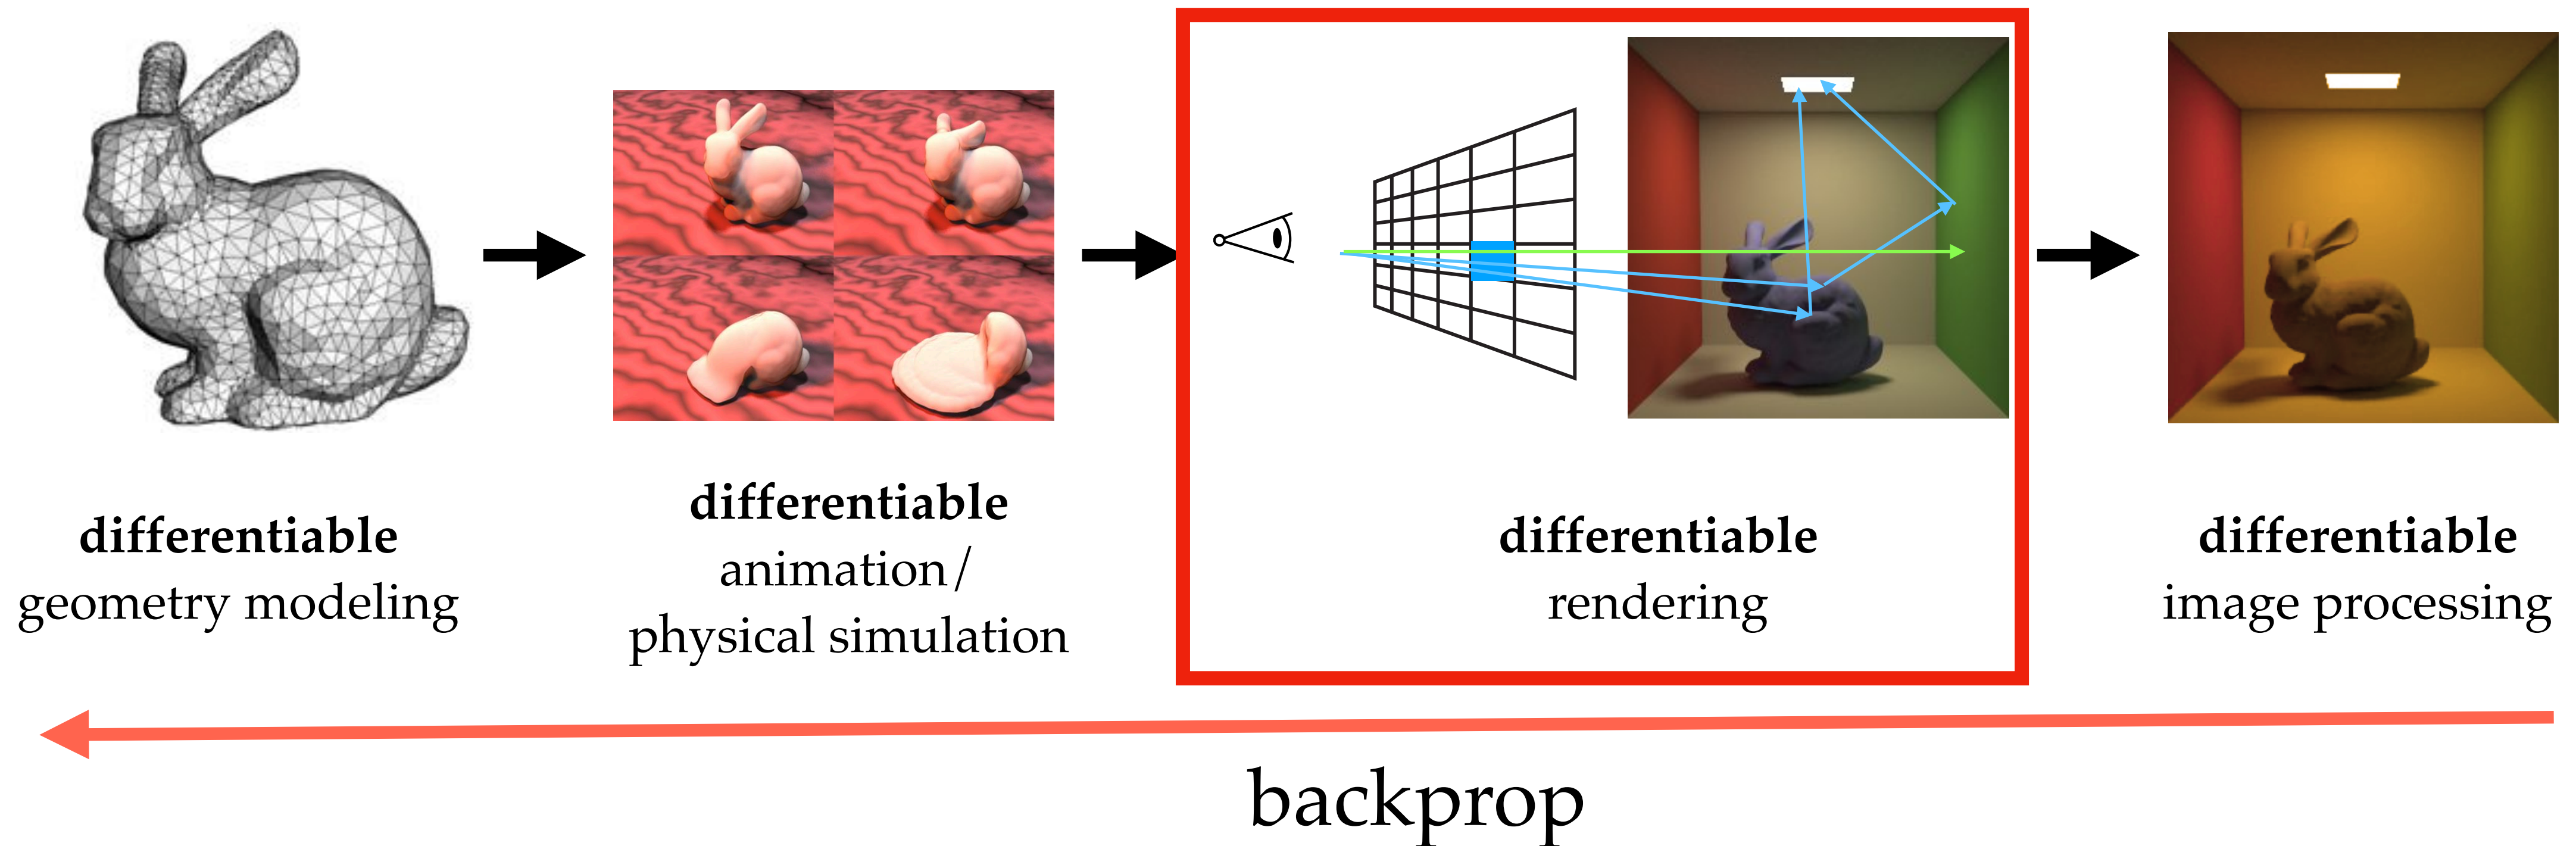 differentiable
geometry modeling
differentiable
animation/
physical simulation
differentiable
rendering
differentiable
image processing
backprop